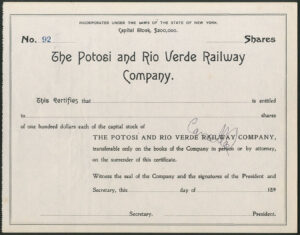 INCORPORATED UNDER THE LAWS OF THE STATE OF NEW YORK.
Capital Stock, $200,000.
No. 92 Shares
The Potosi and Rio Verde Railway
Company.
This Certifies that is entitled
to shares
of one hundred dollars each of the capital stock of
THE POTOSI AND RIO VERDE RAILWAY COMPANY,
transferable only on the books of the Company in person or by attorney,
on the surrender of this certificate.
Witness the seal of the Company and the signatures of the President and
Secretary, this day of 189
Secretary. President.